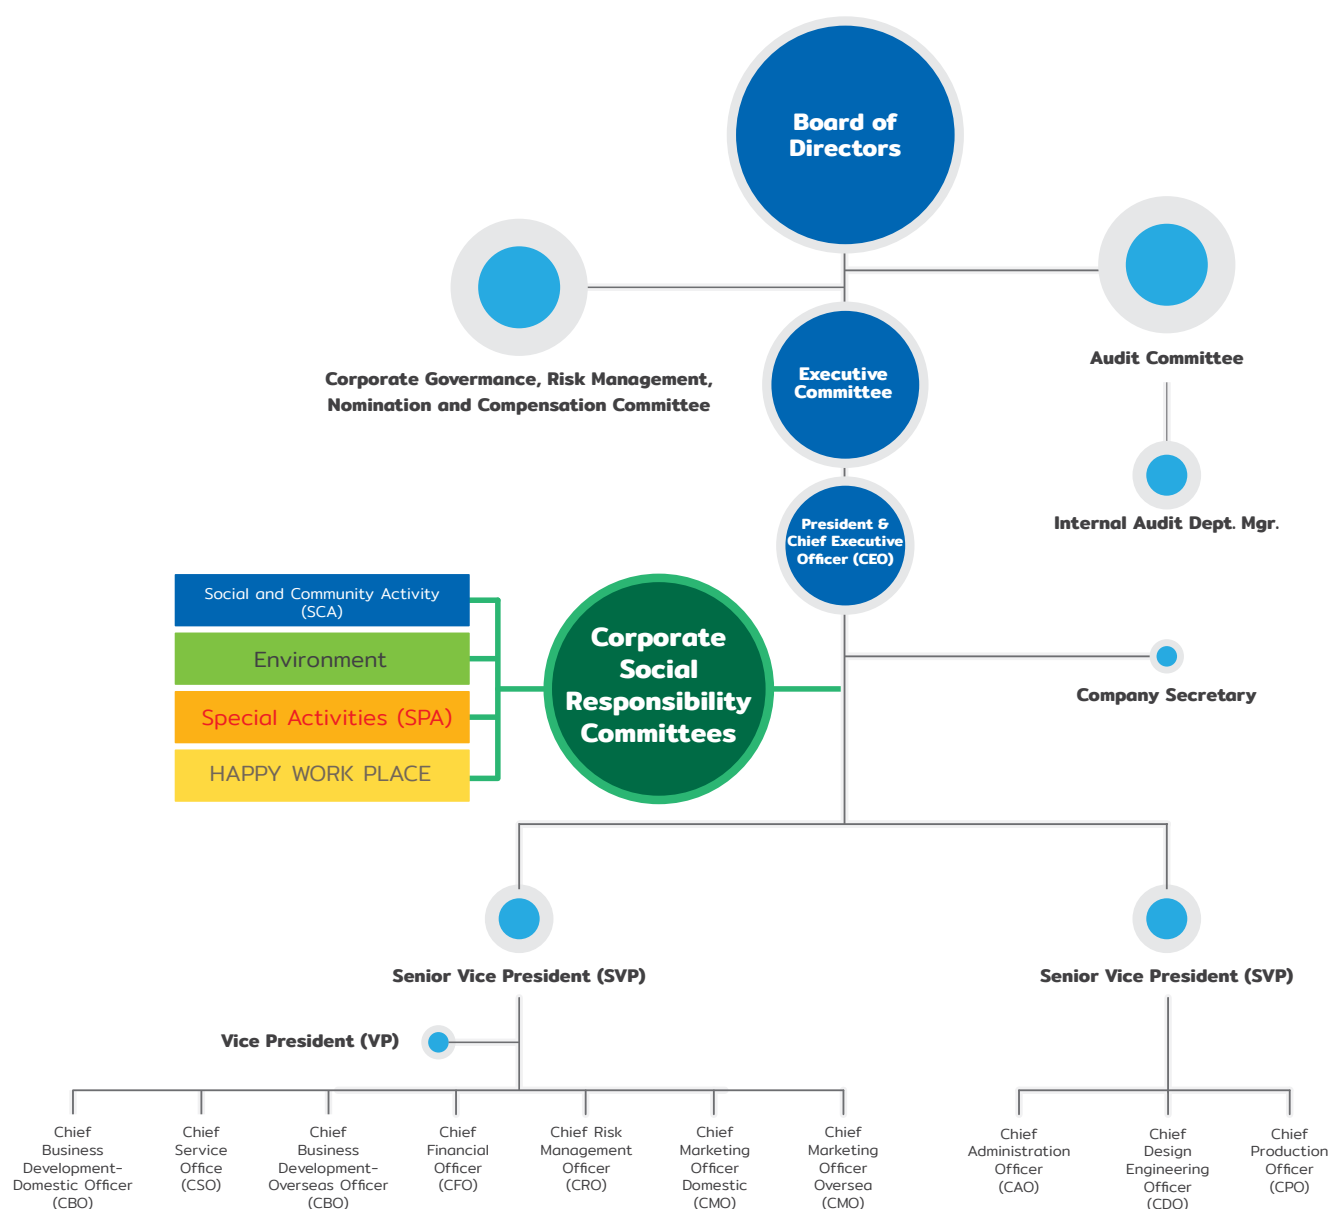 Board of
Directors
Corporate Governance, Risk Management,
Nomination and Compensation Committee
Executive
Committee
Audit Committee
Internal Audit Dept. Mgr.
President &
Chief Executive
Officer (CEO)
Social and Community Activity
(SCA)
Environment
Special Activities (SPA)
HAPPY WORK PLACE
Corporate
Social
Responsibility
Committees
Company Secretary
Senior Vice President (SVP)
Senior Vice President (SVP)
Vice President (VP)
Chief
Business
Development-
Domestic Officer
(CBO)
Chief
Service
Office
(CSO)
Chief
Business
Development-
Overseas Officer
(CBO)
Chief
Financial
Officer
(CFO)
Chief Risk
Management
Officer
(CRO)
Chief
Marketing
Officer
Domestic
(CMO)
Chief
Marketing
Officer
Oversea
(CMO)
Chief
Administration
Officer
(CAO)
Chief
Design
Engineering
Officer
(CDO)
Chief
Production
Officer
(CPO)